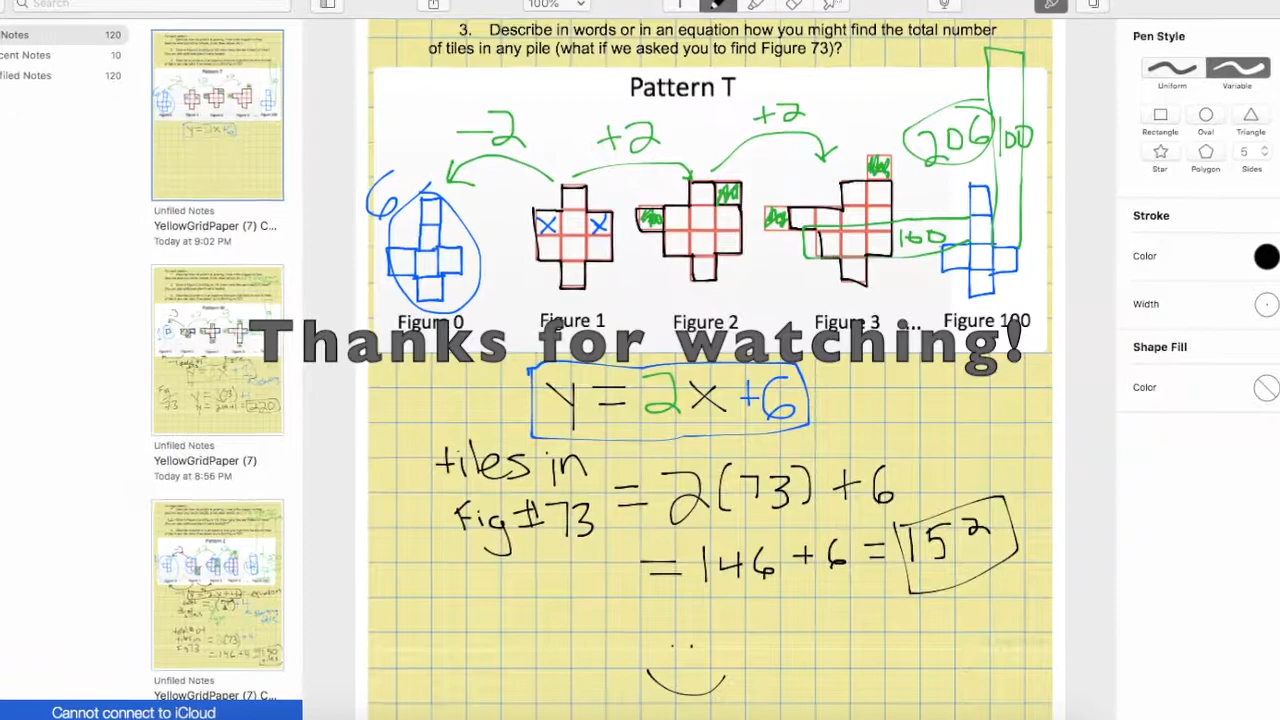 Search
100%
Notes
120
cent Notes
10
filed Notes
120
Unfiled Notes
YellowGridPaper (7) C...
Today at 9:02 PM
Unfiled Notes
YellowGridPaper (7)
Today at 8:56 PM
Unfiled Notes
YellowGridPaper (7) C...
Cannot connect to iCloud
3. Describe in words or in an equation how you might find the total number
of tiles in any pile (what if we asked you to find Figure 73)?
Pattern T
-2
+2
+2
206
100
6
X
X
100
Figure 0
Figure 1
Figure 2
Figure 3
...
Figure 100
Thanks for watching!
y = 2x +6
tiles in
Fig #73
= 2(73) + 6
= 146 + 6 = 152
Pen Style
Uniform
Variable
Rectangle
Oval
Triangle
Star
Polygon
5
Sides
Stroke
Color
Width
Shape Fill
Color